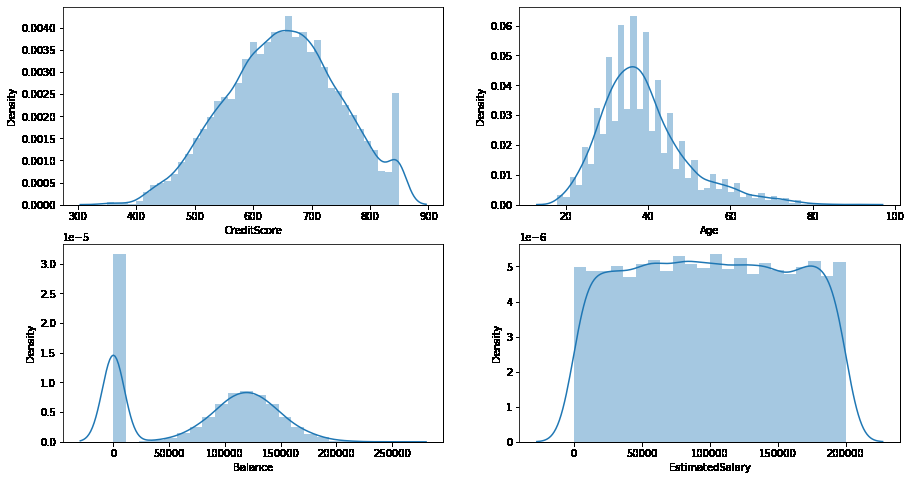 0.0040
0.0035
0.0030
0.0025
0.0020
0.0015
0.0010
0.0005
0.0000
Density
300 400 500 600 700 800 900
CreditScore
0.06
0.05
0.04
0.03
0.02
0.01
0.00
Density
20 40 60 80 100
Age
1e−5
3.0
2.5
2.0
1.5
1.0
0.5
0.0
Density
0 50000 100000 150000 200000 250000
Balance
1e−6
5
4
3
2
1
0
Density
0 50000 100000 150000 200000
EstimatedSalary